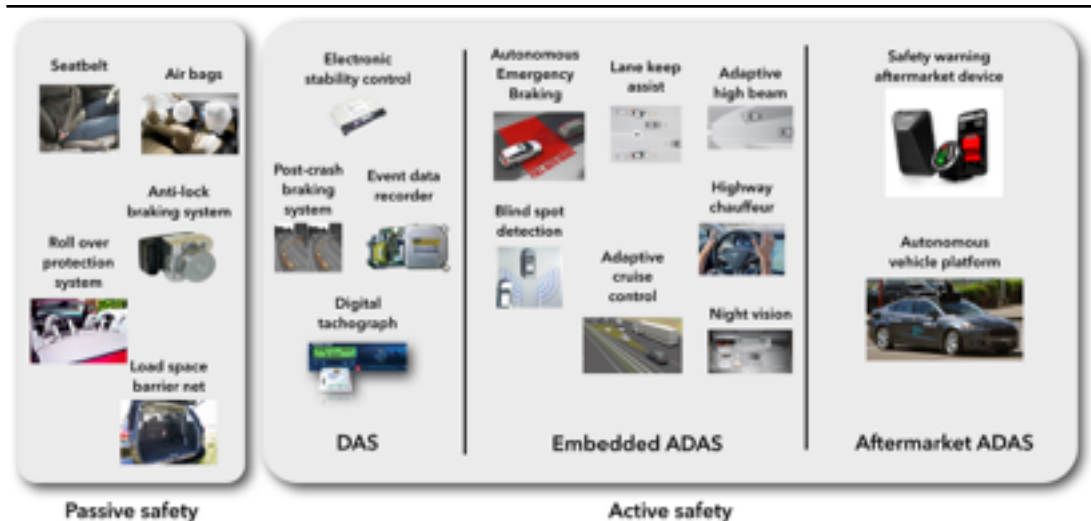 Seatbelt
Air bags
Anti-lock
braking system
Roll over
protection
system
Load space
barrier net
Passive safety
Electronic
stability control
Post-crash
braking
system
Event data
recorder
Digital
tachograph
DAS
Autonomous
Emergency
Braking
Lane keep
assist
Adaptive
high beam
Blind spot
detection
Highway
chauffeur
Adaptive
cruise
control
Night vision
Embedded ADAS
Safety warning
aftermarket device
Autonomous
vehicle platform
Aftermarket ADAS
Active safety